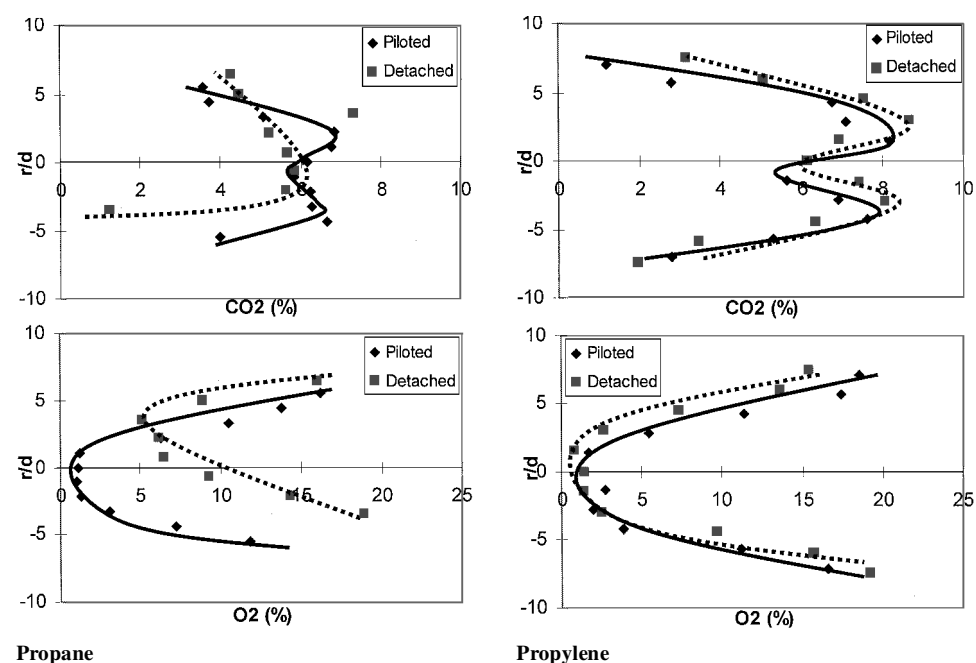 10
5
0
-5
-10
r/d
0 2 4 6 8 10
CO2 (%)
Piloted
Detached
10
5
0
-5
-10
r/d
0 2 4 6 8 10
CO2 (%)
Piloted
Detached
10
5
0
-5
-10
r/d
0 5 10 15 20 25
O2 (%)
Piloted
Detached
10
5
0
-5
-10
r/d
0 5 10 15 20 25
O2 (%)
Piloted
Detached
Propane
Propylene